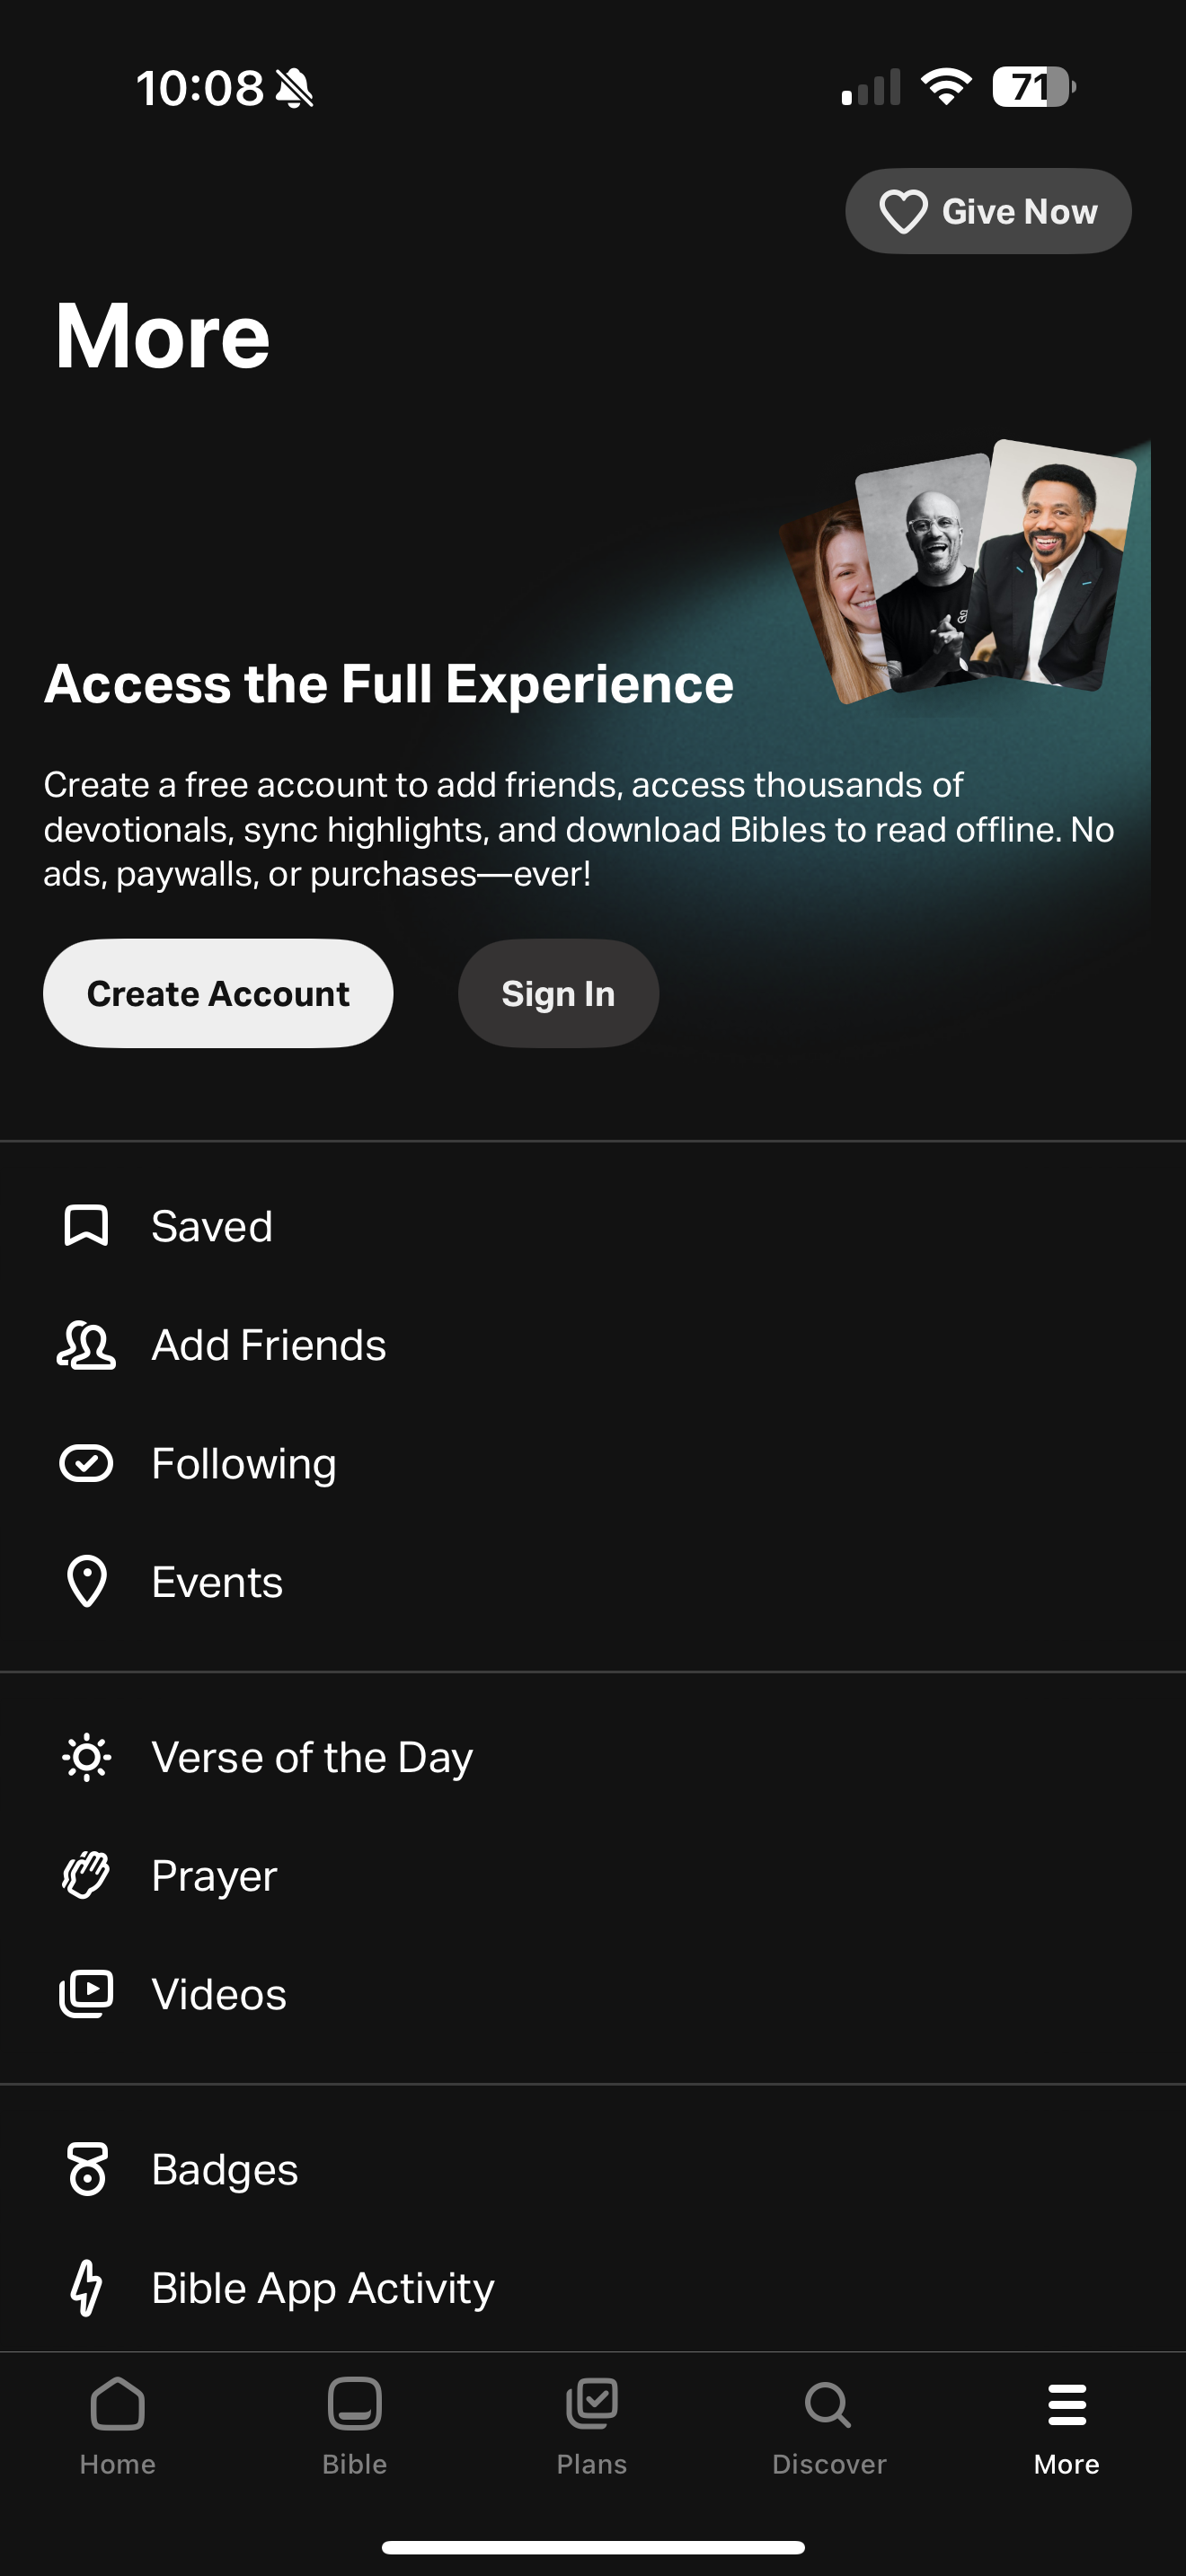 10:08
71
Give Now
More
Access the Full Experience
Create a free account to add friends, access thousands of
devotionals, sync highlights, and download Bibles to read offline. No
ads, paywalls, or purchases—ever!
Create Account
Sign In
Saved
Add Friends
Following
Events
Verse of the Day
Prayer
Videos
Badges
Bible App Activity
Home
Bible
Plans
Discover
More